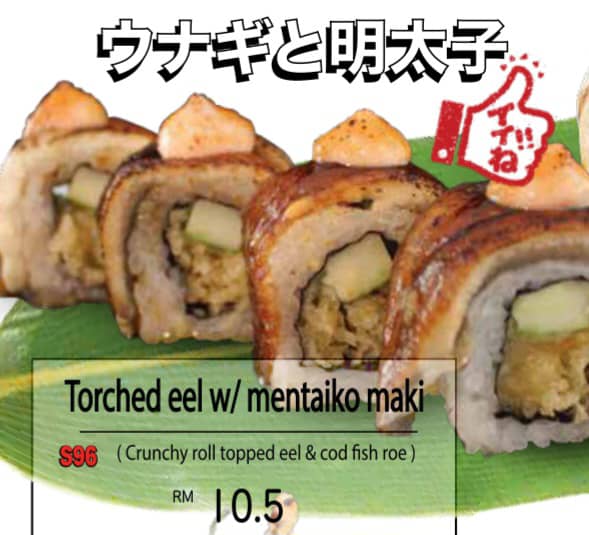 ウナギと明太子
イイ!!
ね
Torched eel w/ mentaiko maki
S96 ( Crunchy roll topped eel & cod fish roe )
RM 10.5